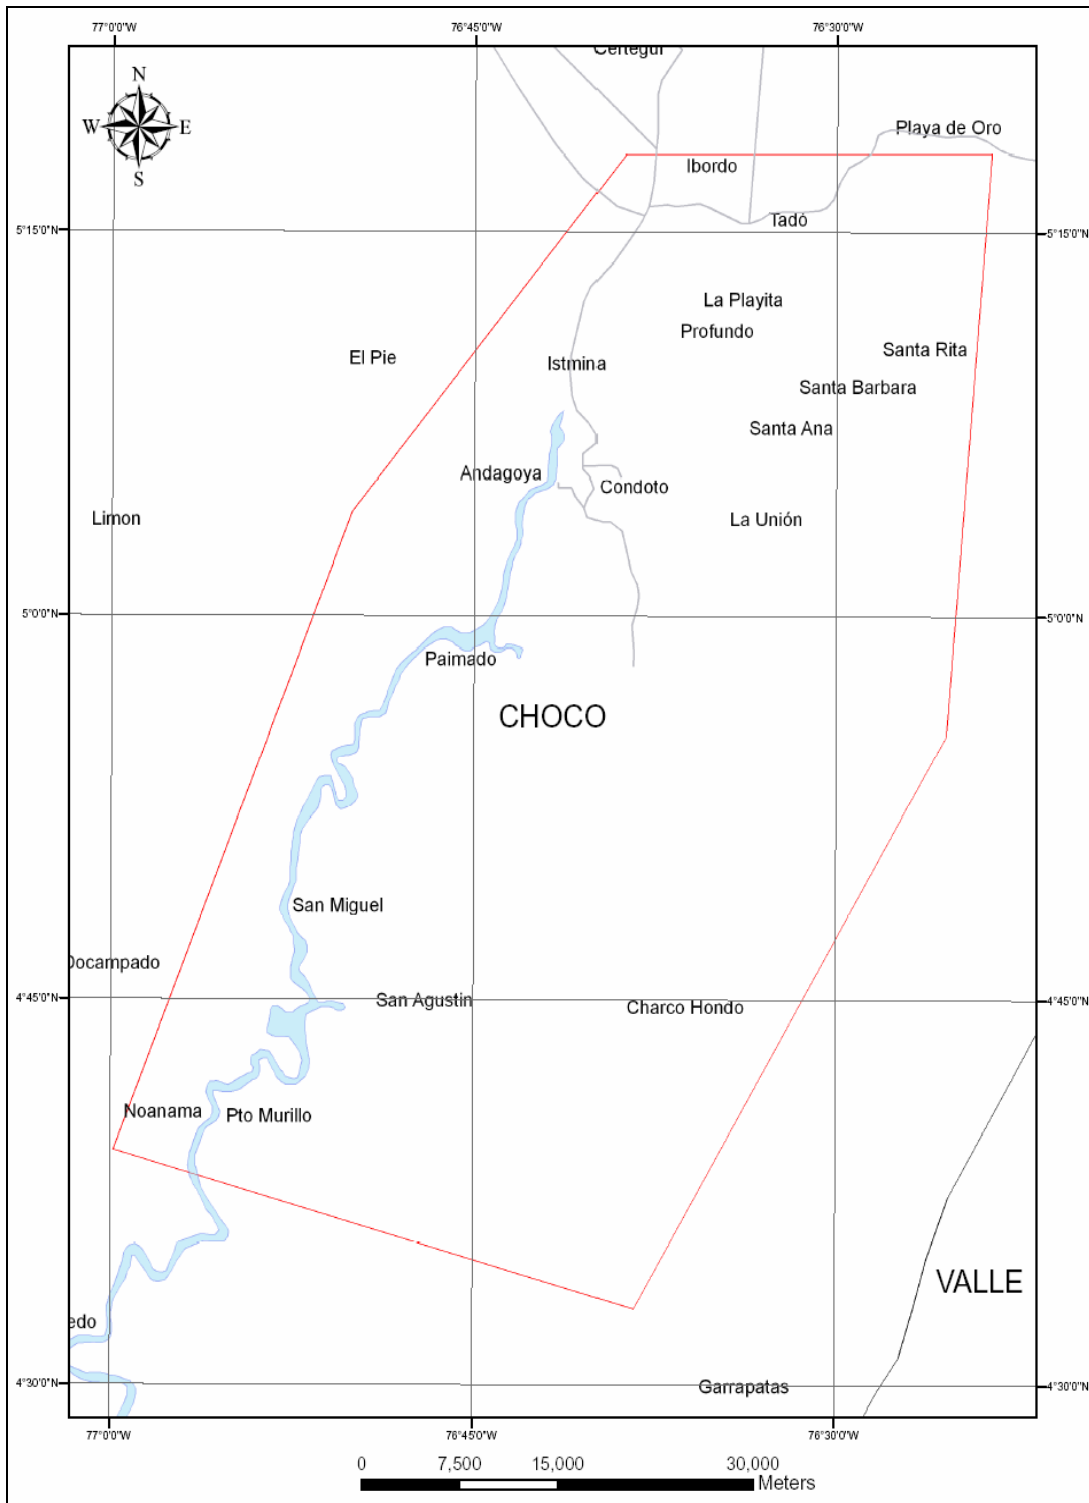 77°0'0"W 76°45'0"W 76°30'0"W
Certegui
N
W E
S
Playa de Oro
Ibordo
Tadó
5°15'0"N 5°15'0"N
La Playita
Profundo
El Pie
Istmina
Santa Rita
Santa Barbara
Santa Ana
Andagoya
Condoto
Limon
La Unión
5°0'0"N 5°0'0"N
Paimado
CHOCO
San Miguel
Docampado
4°45'0"N 4°45'0"N
San Agustin
Charco Hondo
Noanama
Pto Murillo
VALLE
edo
4°30'0"N 4°30'0"N
Garrapatas
77°0'0"W 76°45'0"W 76°30'0"W
0 7,500 15,000 30,000
Meters